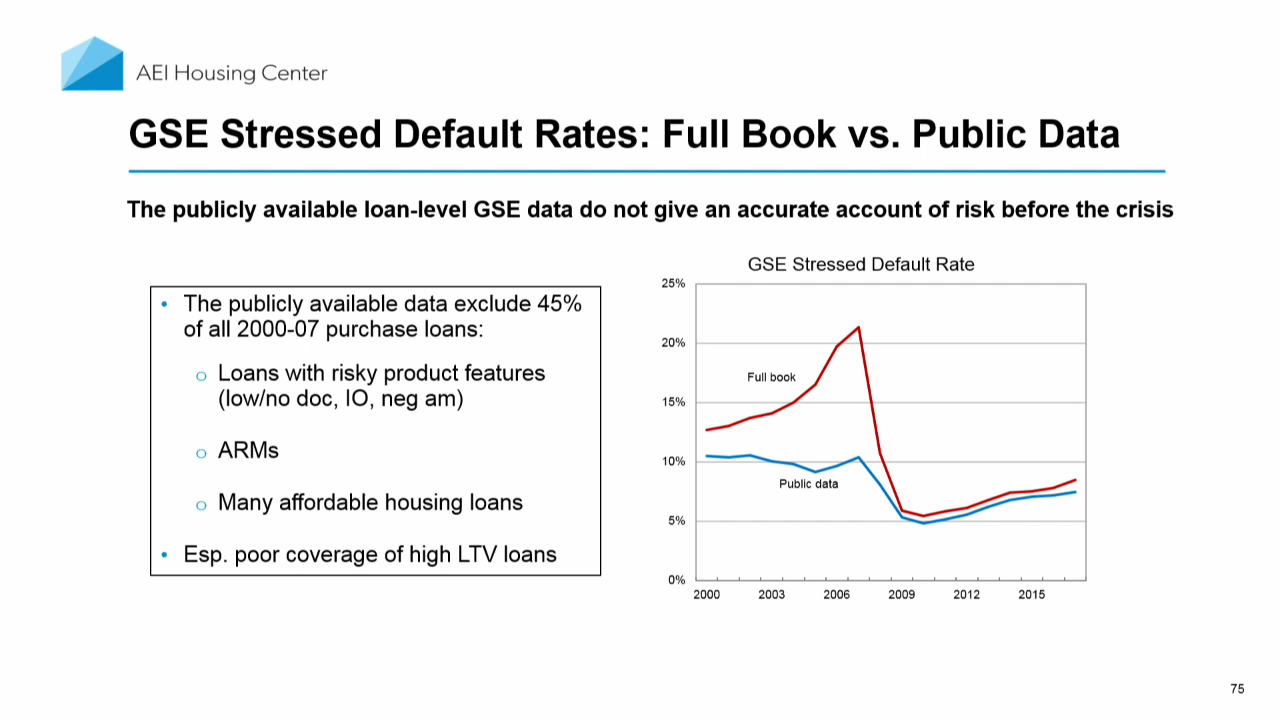 AEI Housing Center
GSE Stressed Default Rates: Full Book vs. Public Data
The publicly available loan-level GSE data do not give an accurate account of risk before the crisis
• The publicly available data exclude 45%
of all 2000-07 purchase loans:
o Loans with risky product features
(low/no doc, IO, neg am)
o ARMs
o Many affordable housing loans
• Esp. poor coverage of high LTV loans
GSE Stressed Default Rate
25%
20%
15%
10%
5%
0%
Full book
Public data
2000 2003 2006 2009 2012 2015
75